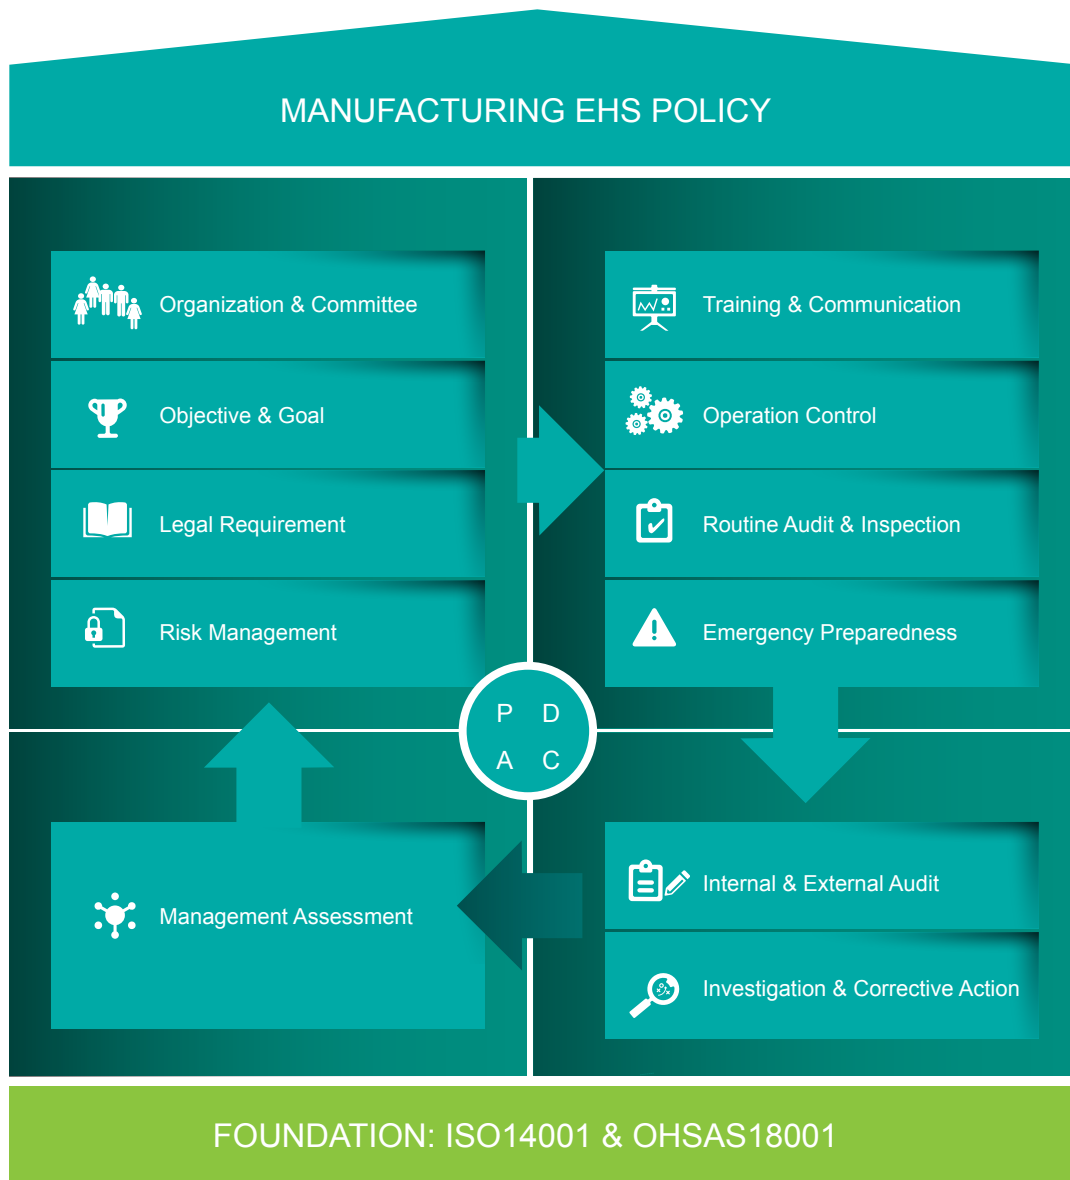 MANUFACTURING EHS POLICY
Organization & Committee
Objective & Goal
Legal Requirement
Risk Management
Training & Communication
Operation Control
Routine Audit & Inspection
Emergency Preparedness
P D
A C
Management Assessment
Internal & External Audit
Investigation & Corrective Action
FOUNDATION: ISO14001 & OHSAS18001